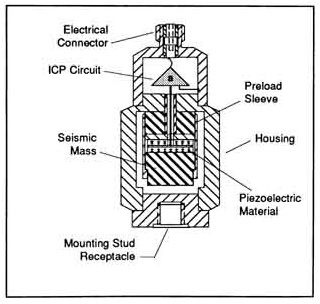 Electrical
Connector
ICP Circuit
Preload
Sleeve
Seismic
Mass
Housing
Piezoelectric
Material
Mounting Stud
Receptacle